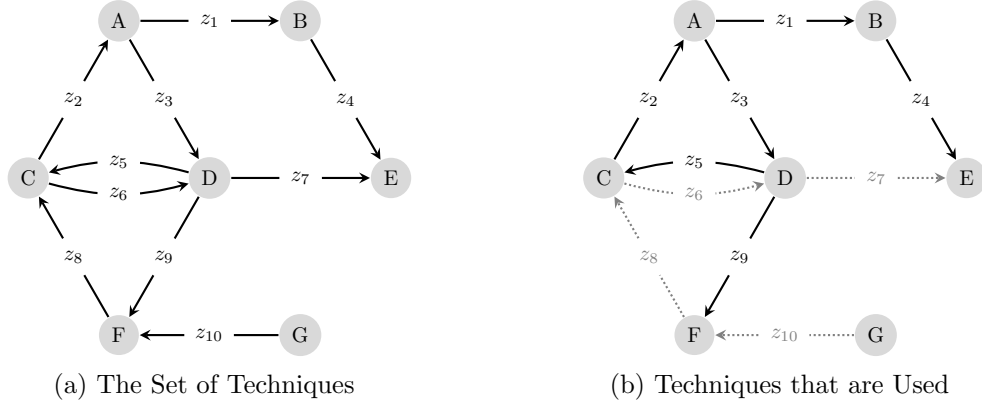 A z₁ B
A z₁ B
z₂ z₃ z₄
z₂ z₃ z₄
C z₅ z₆ D z₇ E
C z₅ z₆ D z₇ E
z₈ z₉
z₈ z₉
F z₁₀ G
F z₁₀ G
(a) The Set of Techniques
(b) Techniques that are Used